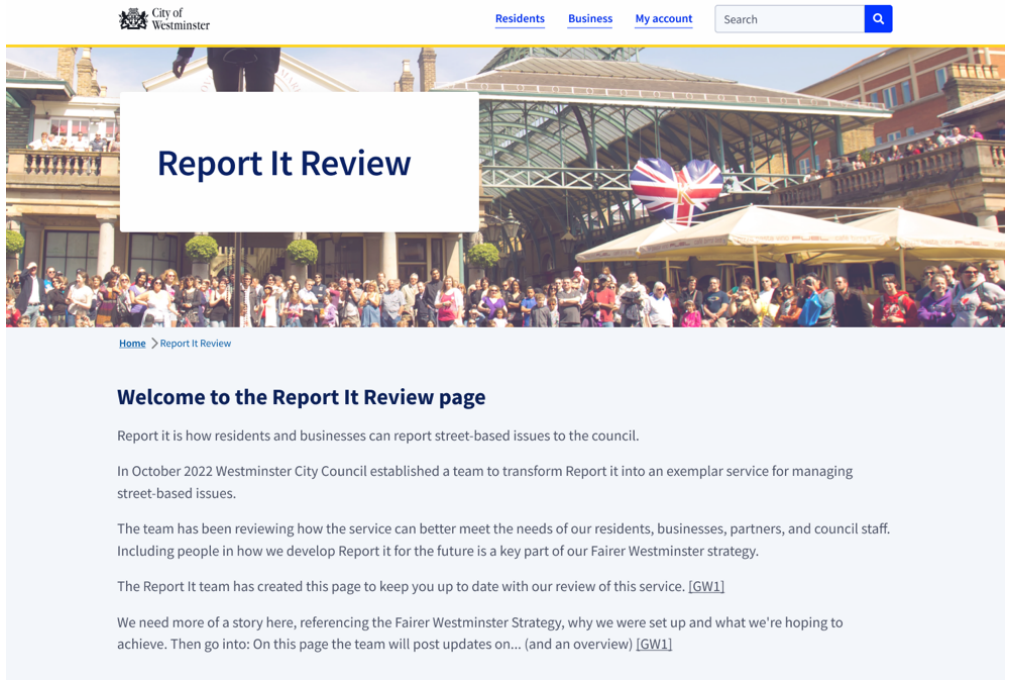 City of
Westminster
Residents
Business
My account
Search
Report It Review
Home
Report It Review
Welcome to the Report It Review page
Report it is how residents and businesses can report street-based issues to the council.
In October 2022 Westminster City Council established a team to transform Report it into an exemplar service for managing
street-based issues.
The team has been reviewing how the service can better meet the needs of our residents, businesses, partners, and council staff.
Including people in how we develop Report it for the future is a key part of our Fairer Westminster strategy.
The Report It team has created this page to keep you up to date with our review of this service. [GW1]
We need more of a story here, referencing the Fairer Westminster Strategy, why we were set up and what we're hoping to
achieve. Then go into: On this page the team will post updates on... (and an overview) [GW1]